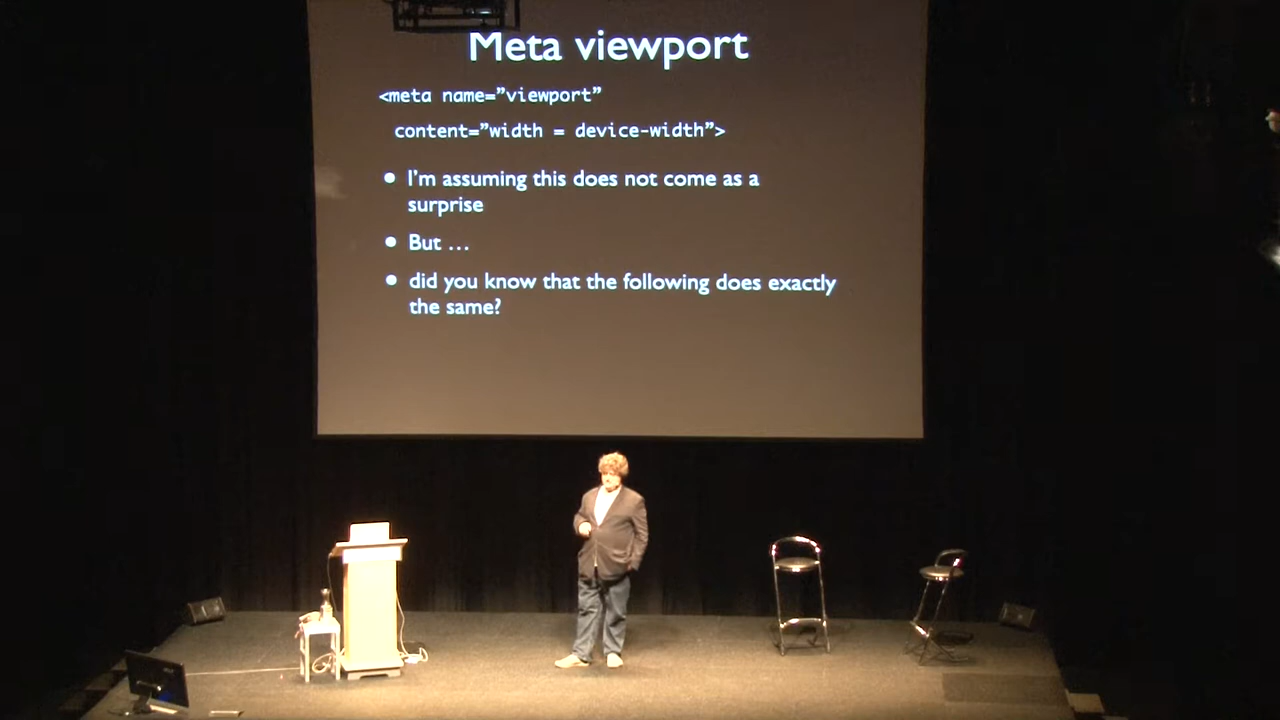 Meta viewport
<meta name=”viewport”
content=”width = device-width”>
• I’m assuming this does not come as a
surprise
• But …
• did you know that the following does exactly
the same?